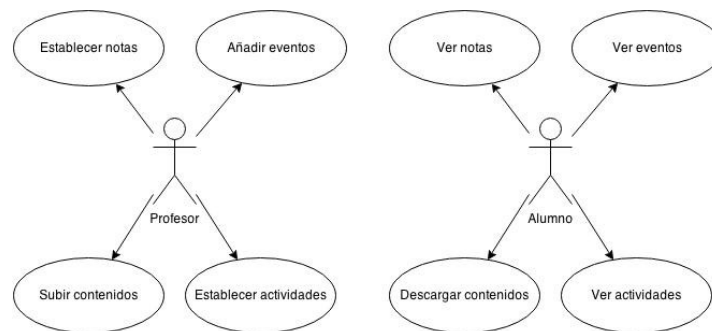 Establecer notas
Añadir eventos
Ver notas
Ver eventos
Profesor
Alumno
Subir contenidos
Establecer actividades
Descargar contenidos
Ver actividades